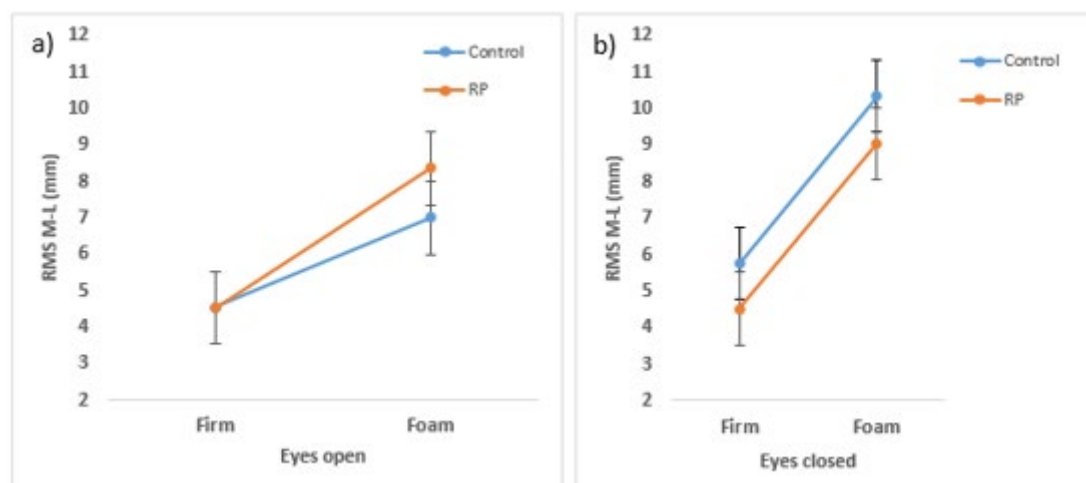 a)
12
11
10
9
8
7
6
5
4
3
2
RMS M-L (mm)
Control
RP
Firm
Foam
Eyes open
b)
12
11
10
9
8
7
6
5
4
3
2
RMS M-L (mm)
Control
RP
Firm
Foam
Eyes closed